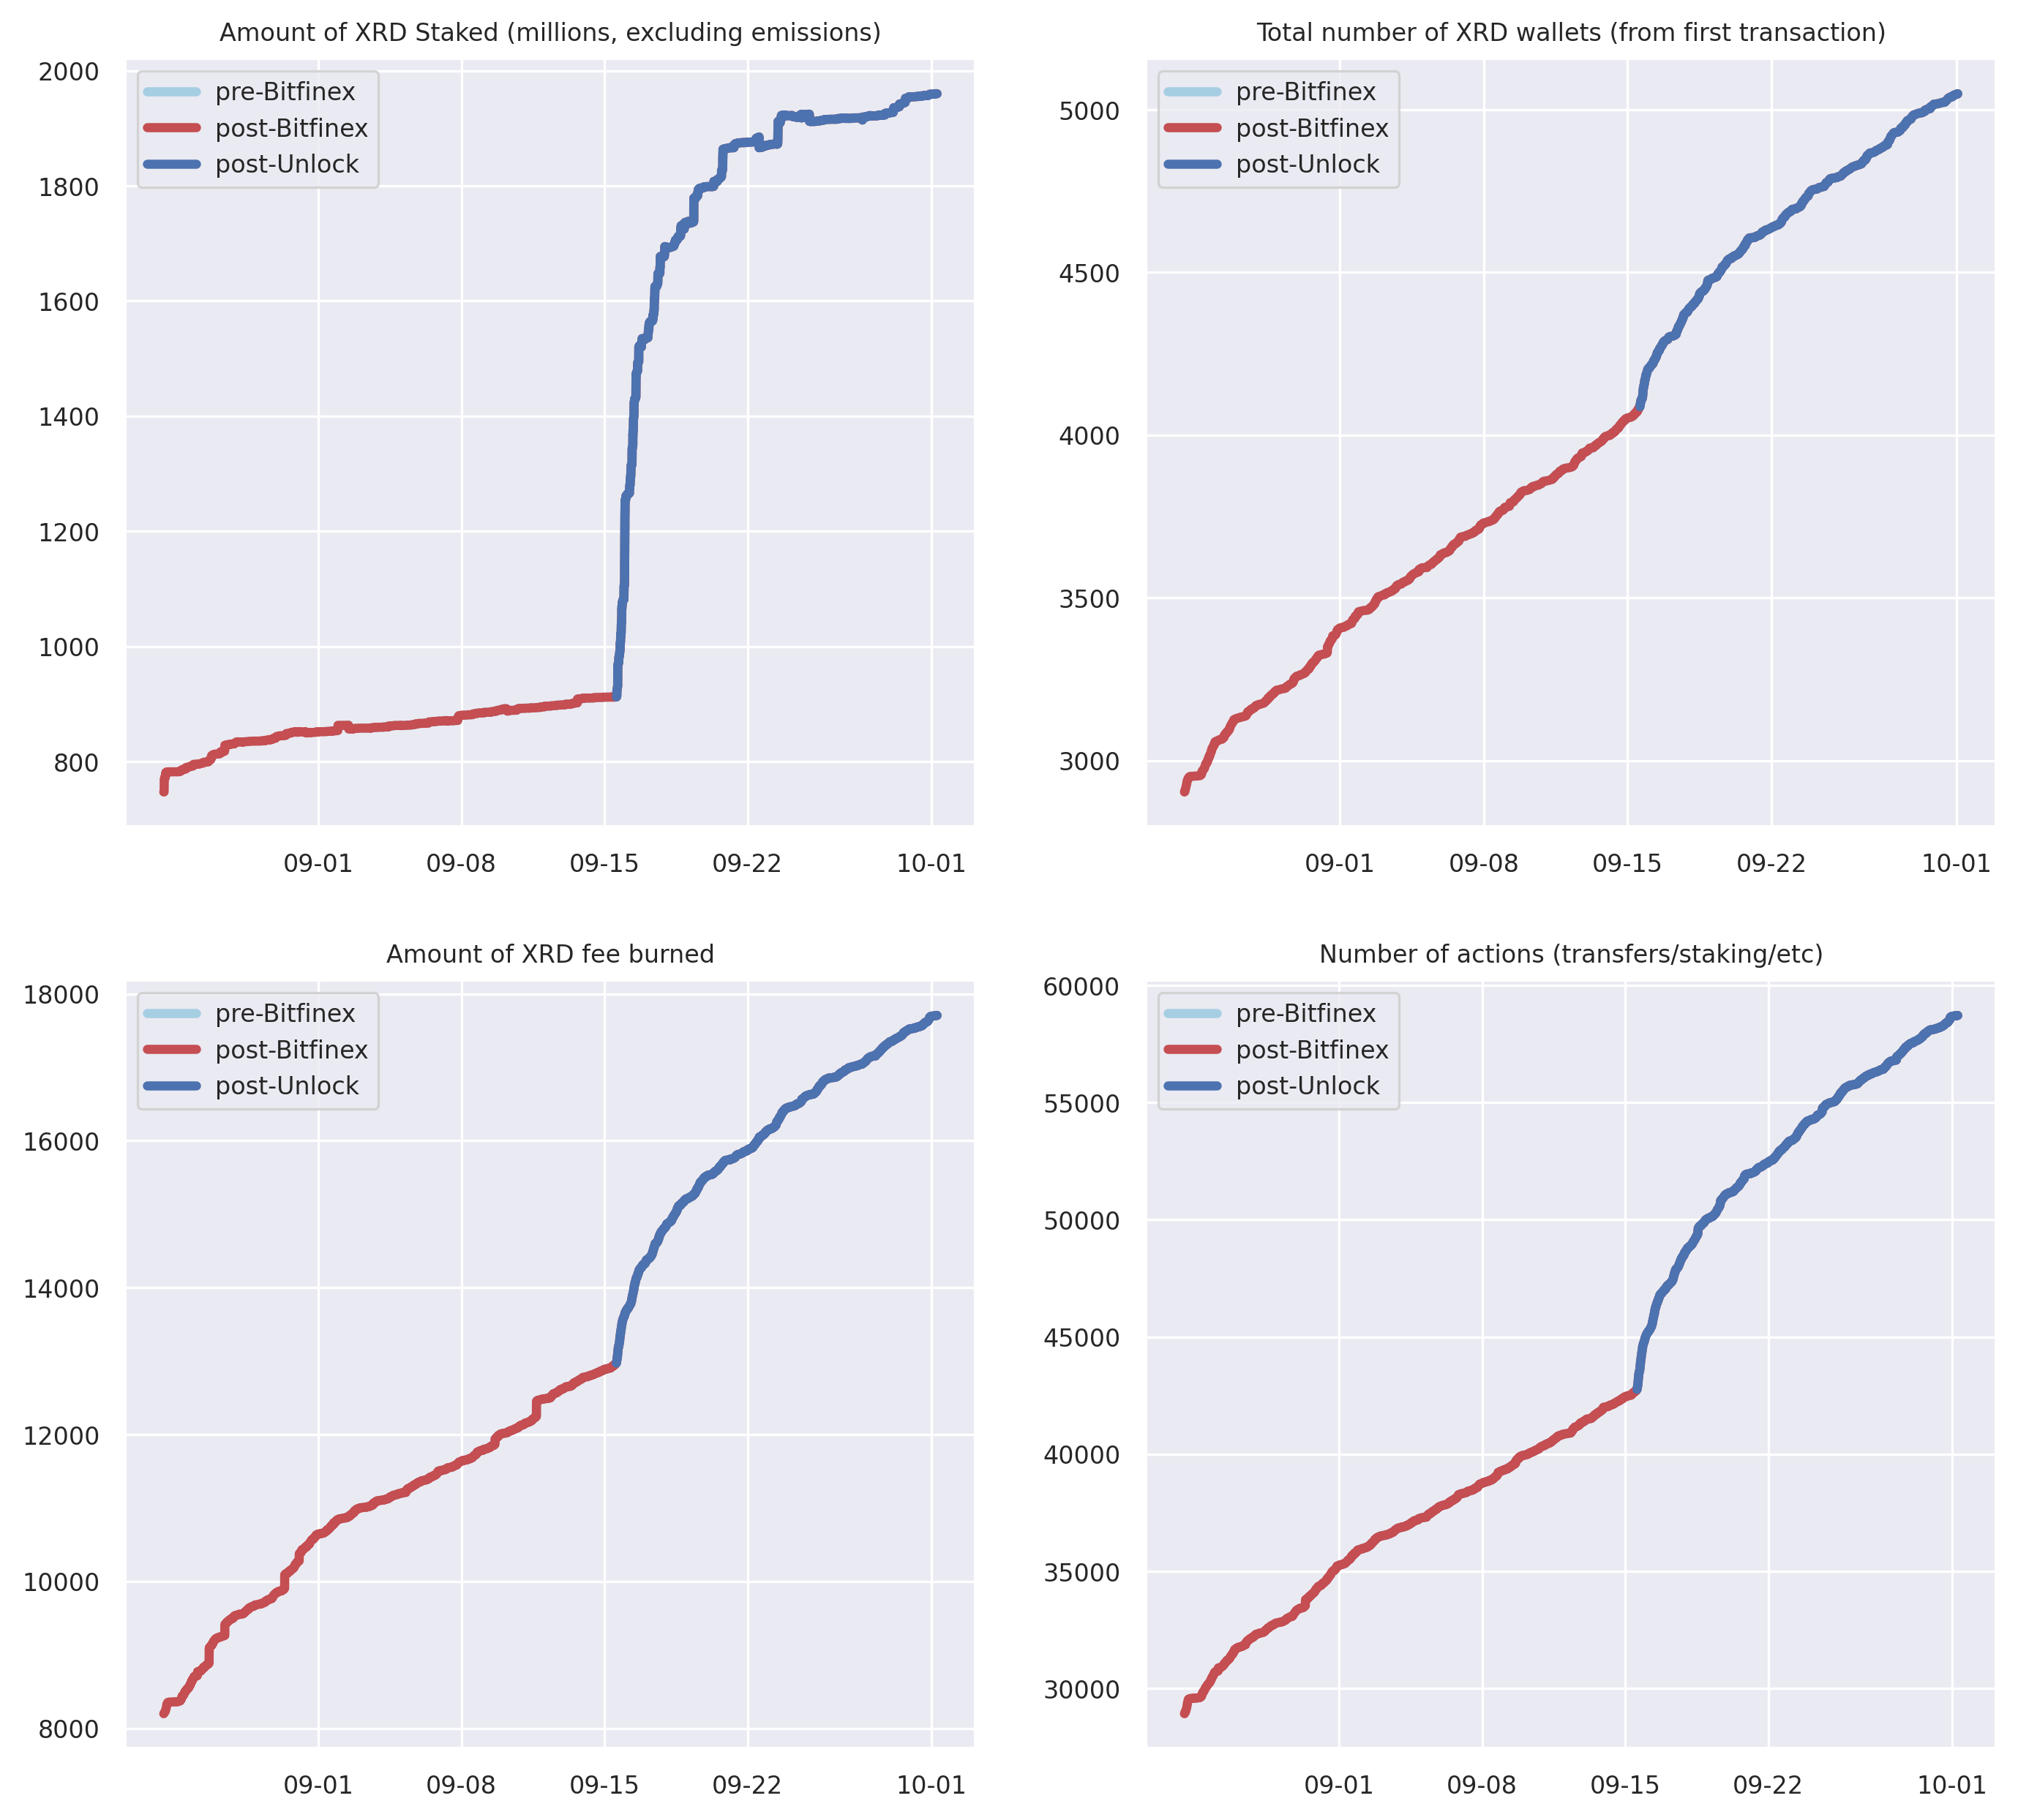 Amount of XRD Staked (millions, excluding emissions)
2000
1800
1600
1400
1200
1000
800
pre-Bitfinex
post-Bitfinex
post-Unlock
09-01 09-08 09-15 09-22 10-01
Total number of XRD wallets (from first transaction)
5000
4500
4000
3500
3000
pre-Bitfinex
post-Bitfinex
post-Unlock
09-01 09-08 09-15 09-22 10-01
Amount of XRD fee burned
18000
16000
14000
12000
10000
8000
pre-Bitfinex
post-Bitfinex
post-Unlock
09-01 09-08 09-15 09-22 10-01
Number of actions (transfers/staking/etc)
60000
55000
50000
45000
40000
35000
30000
pre-Bitfinex
post-Bitfinex
post-Unlock
09-01 09-08 09-15 09-22 10-01